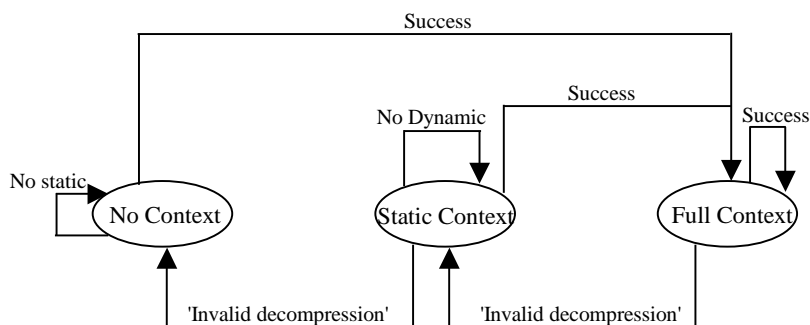 Success
Success
No Dynamic
Success
No static
No Context
Static Context
Full Context
'Invalid decompression'
'Invalid decompression'